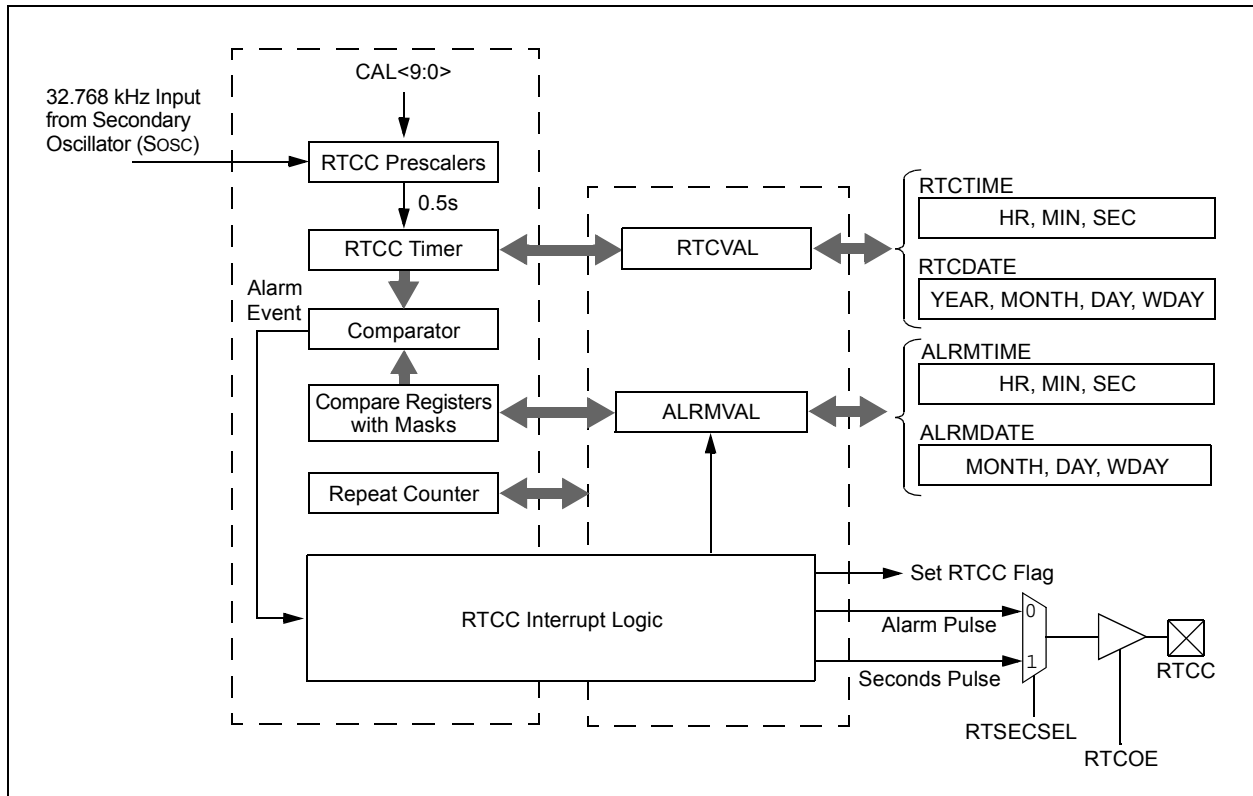 CAL<9:0>
32.768 kHz Input
from Secondary
Oscillator (SOSC)
RTCC Prescalers
0.5s
RTCC Timer
RTCVAL
RTCTIME
HR, MIN, SEC
RTCDATE
YEAR, MONTH, DAY, WDAY
Alarm
Event
Comparator
Compare Registers
with Masks
ALRMVAL
ALRMTIME
HR, MIN, SEC
ALRMDATE
MONTH, DAY, WDAY
Repeat Counter
RTCC Interrupt Logic
Set RTCC Flag
Alarm Pulse
0
Seconds Pulse
1
RTCC
RTSECSEL
RTCOE